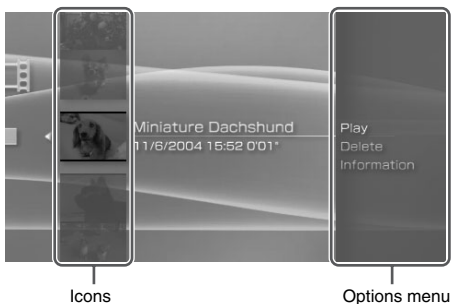 Miniature Dachshund
11/6/2004 15:52 0'01"
Play
Delete
Information
Icons
Options menu